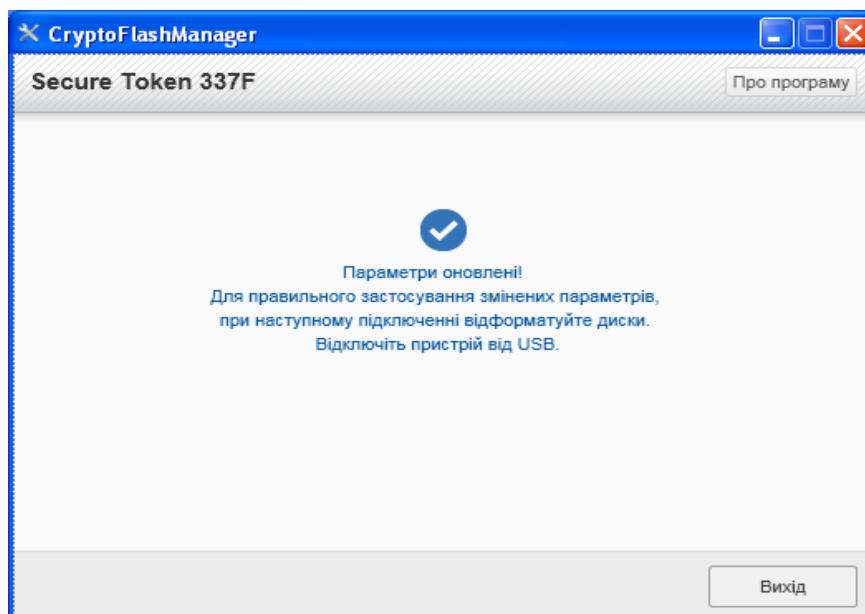 CryptoFlashManager
Secure Token 337F
Про програму
Параметри оновлені!
Для правильного застосування змінених параметрів,
при наступному підключенні відформатуйте диски.
Відключіть пристрій від USB.
Вихід